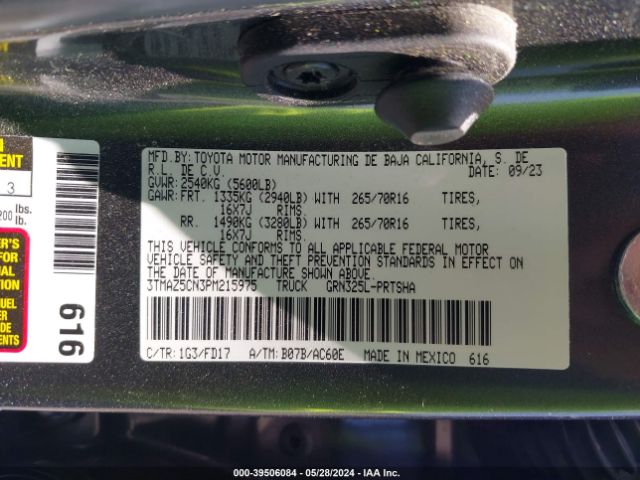 MFD.BY:TOYOTA MOTOR MANUFACTURING DE BAJA CALIFORNIA, S. DE
R.L. DE C.V. DATE: 09/23
GVWR: 2540KG (5600LB)
GAWR:FRT. 1335KG (2940LB) WITH 265/70R16 TIRES,
16X7J RIMS.
RR. 1490KG (3280LB) WITH 265/70R16 TIRES,
16X7J RIMS.
THIS VEHICLE CONFORMS TO ALL APPLICABLE FEDERAL MOTOR
VEHICLE SAFETY AND THEFT PREVENTION STANDARDS IN EFFECT ON
THE DATE OF MANUFACTURE SHOWN ABOVE.
3TMAZ5CN3PM215975 TRUCK GRN325L-PRTSHA
C/TR:1G3/FD17 A/TM:B07B/AC60E MADE IN MEXICO 616
3
200 lbs.
lb.
616
000-39506084 - 05/28/2024 - IAA Inc.